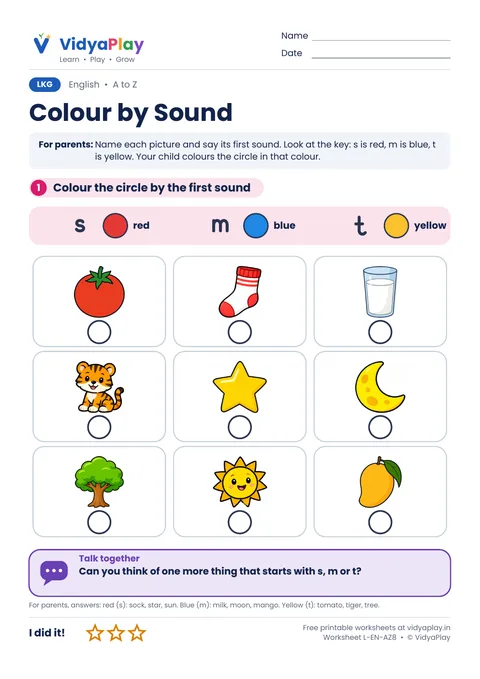 VidyaPlay
Learn • Play • Grow
Name
Date
LKG English • A to Z
Colour by Sound
For parents: Name each picture and say its first sound. Look at the key: s is red, m is blue, t
is yellow. Your child colours the circle in that colour.
1 Colour the circle by the first sound
s red m blue t yellow
Talk together
Can you think of one more thing that starts with s, m or t?
For parents, answers: red (s): sock, star, sun. Blue (m): milk, moon, mango. Yellow (t): tomato, tiger, tree.
I did it!
Free printable worksheets at vidyaplay.in
Worksheet L-EN-AZ8 • © VidyaPlay